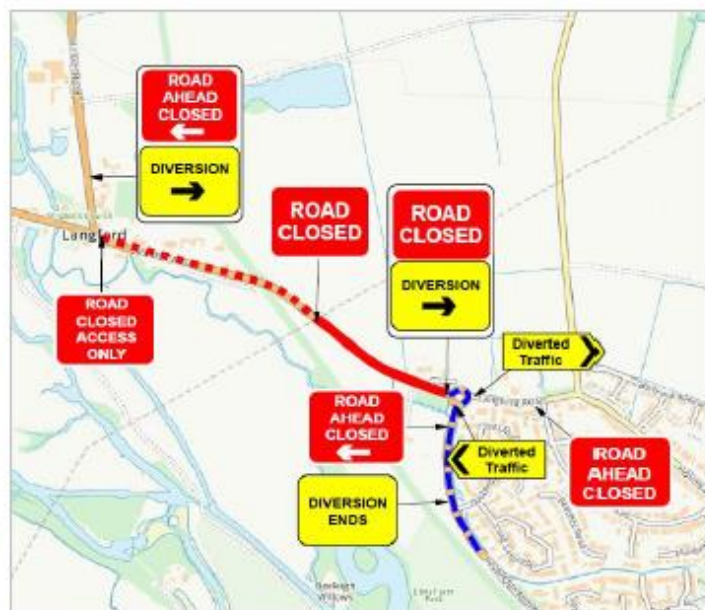 ROAD
AHEAD
CLOSED
DIVERSION
ROAD
CLOSED
ROAD
CLOSED
DIVERSION
Langford
ROAD
CLOSED
ACCESS
ONLY
Diverted
Traffic
ROAD
AHEAD
CLOSED
Diverted
Traffic
IROAD
AHEAD
CLOSED
DIVERSION
ENDS